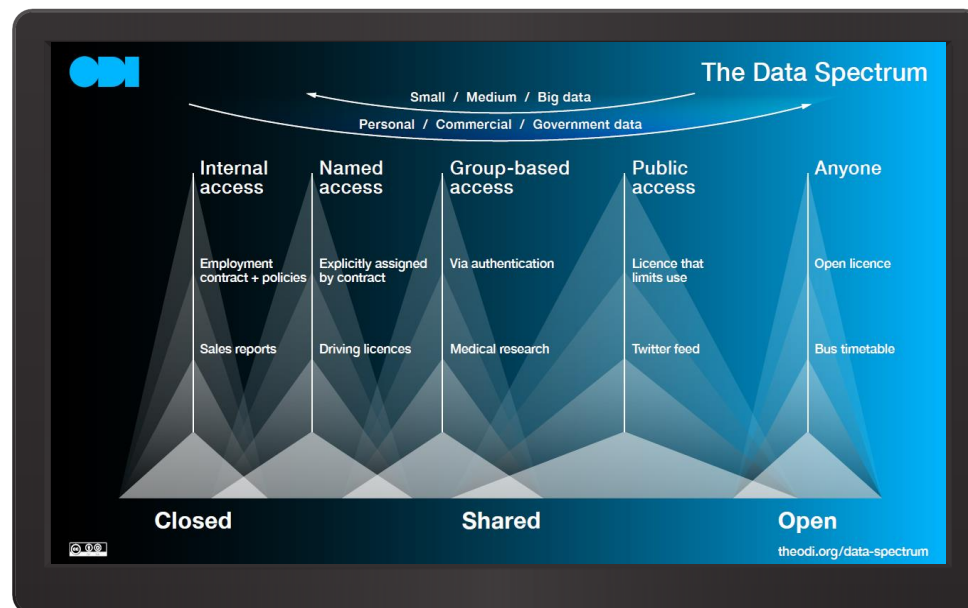 ODI
The Data Spectrum
Small / Medium / Big data
Personal / Commercial / Government data
Internal
access
Named
access
Group-based
access
Public
access
Anyone
Employment
contract + policies
Explicitly assigned
by contract
Via authentication
Licence that
limits use
Open licence
Sales reports
Driving licences
Medical research
Twitter feed
Bus timetable
Closed
Shared
Open
cc
theodi.org/data-spectrum